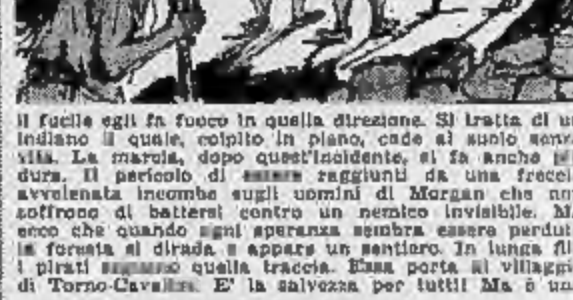 il fucile egli fa fuoco in quella direzione. Si tratta di un
indiano il quale, colpito in pieno, cade al suolo senza
vita. La marcia, dopo quest'incidente, si fa anche più
dura. Il pericolo di essere raggiunti da una freccia
avvelenata incombe sugli uomini di Morgan che non
soffrono di battersi contro un nemico invisibile. Ma
ecco che quando ogni speranza sembra essere perduta
la foresta si dirada e appare un sentiero. In lunga fila
i pirati seguono quella traccia. Essa porta al villaggio
di Torno-Cavallos. E' la salvezza per tutti! Ma è un